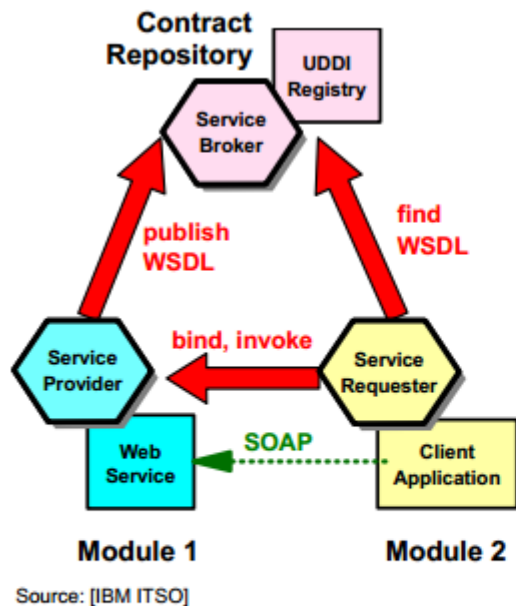 Contract
Repository
UDDI
Registry
Service
Broker
publish
WSDL
find
WSDL
Service
Provider
bind, invoke
Service
Requester
Web
Service
SOAP
Client
Application
Module 1
Module 2
Source: [IBM ITSO]